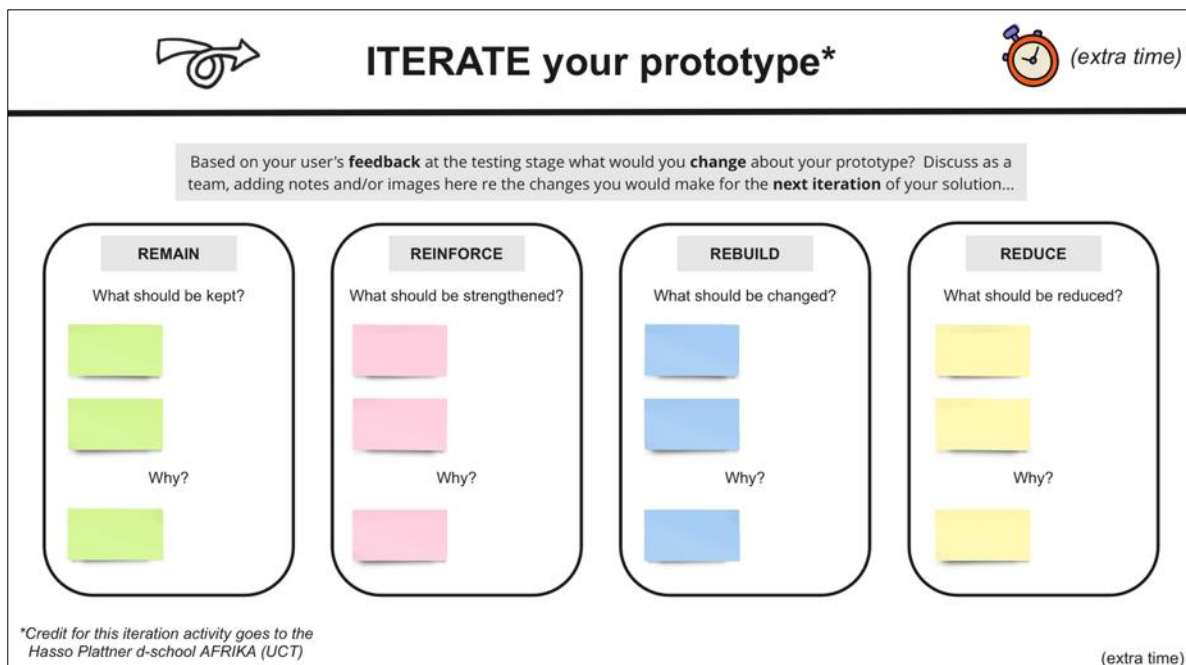 ITERATE your prototype*
(extra time)
Based on your user's feedback at the testing stage what would you change about your prototype? Discuss as a
team, adding notes and/or images here re the changes you would make for the next iteration of your solution...
REMAIN
What should be kept?
Why?
REINFORCE
What should be strengthened?
Why?
REBUILD
What should be changed?
Why?
REDUCE
What should be reduced?
Why?
*Credit for this iteration activity goes to the
Hasso Plattner d-school AFRIKA (UCT)
(extra time)